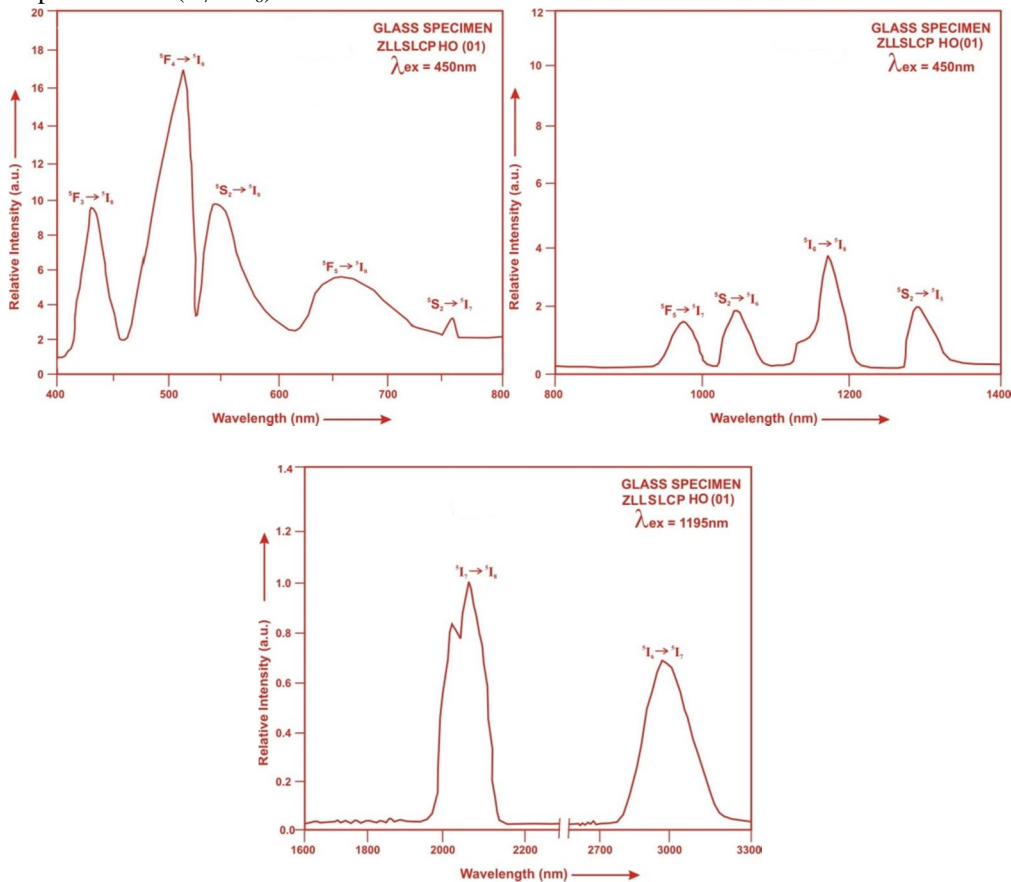 GLASS SPECIMEN
ZLLSLCP HO (01)
λex = 450nm
⁵F₄→⁵I₈
⁵F₃→⁵I₈
⁵S₂→⁵I₈
⁵F₅→⁵I₈
⁵S₂→⁵I₇
Relative Intensity (a.u.)
20
18
16
14
12
10
8
6
4
2
0
400
500
600
700
800
Wavelength (nm)
GLASS SPECIMEN
ZLLSLCP HO(01)
λex = 450nm
⁵I₆→⁵I₈
⁵F₅→⁵I₇
⁵S₂→⁵I₆
⁵S₂→⁵I₅
Relative Intensity (a.u.)
12
10
8
6
4
2
0
800
1000
1200
1400
Wavelength (nm)
GLASS SPECIMEN
ZLLSLCP HO (01)
λex = 1195nm
⁵I₇→⁵I₈
⁵I₆→⁵I₇
Relative Intensity (a.u.)
1.4
1.2
1.0
0.8
0.6
0.4
0.2
0.0
1600
2000
2200
2700
3000
3300
Wavelength (nm)